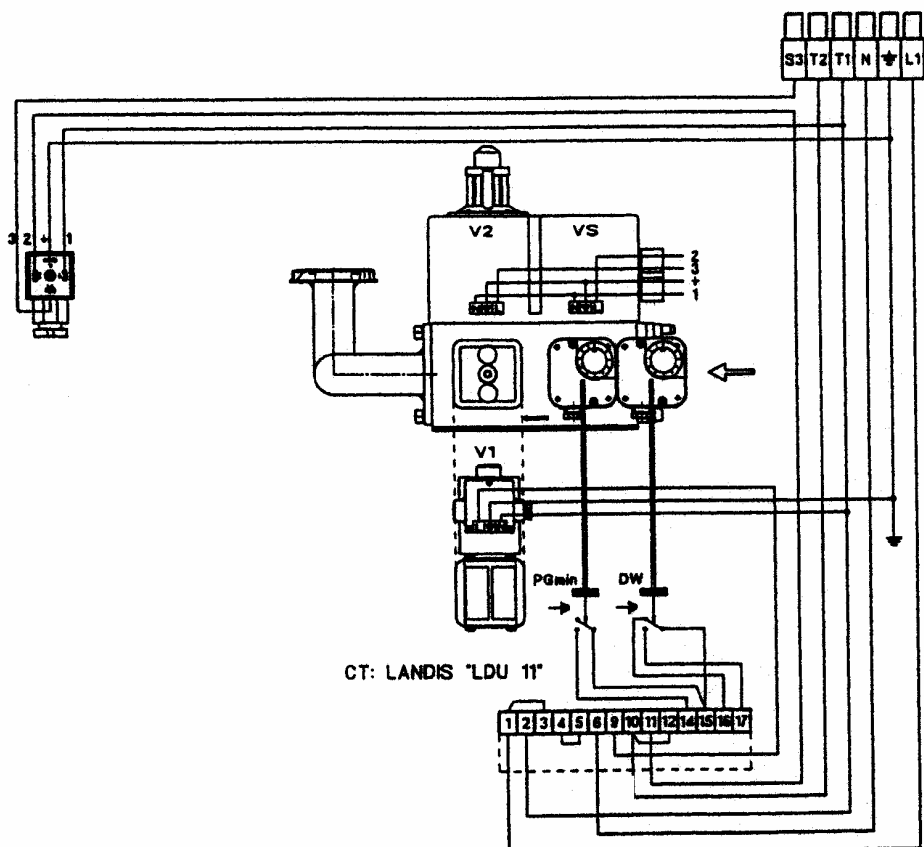 S3 T2 T1 N L1
3 2 + 1
V2 VS
2
3
+
1
V1
PGmin DW
CT: LANDIS "LDU 11"
1 2 3 4 5 6 9 10 11 12 14 15 16 17